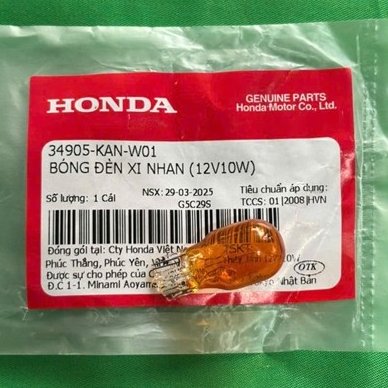 HONDA
GENUINE PARTS
Honda Motor Co., Ltd.
34905-KAN-W01
BÓNG ĐÈN XI NHAN (12V10W)
Số lượng : 1 Cái
NSX: 29-03-2025
G5C29S
Tiêu chuẩn áp dụng:
TCCS: 01|2008|HVN
Đóng gói tại: Cty Honda Việt
Phúc Thắng, Phúc Yên,
Được sự cho phép của
Đ.C 1-1, Minami Aoyama
Nhật Bản
OTK